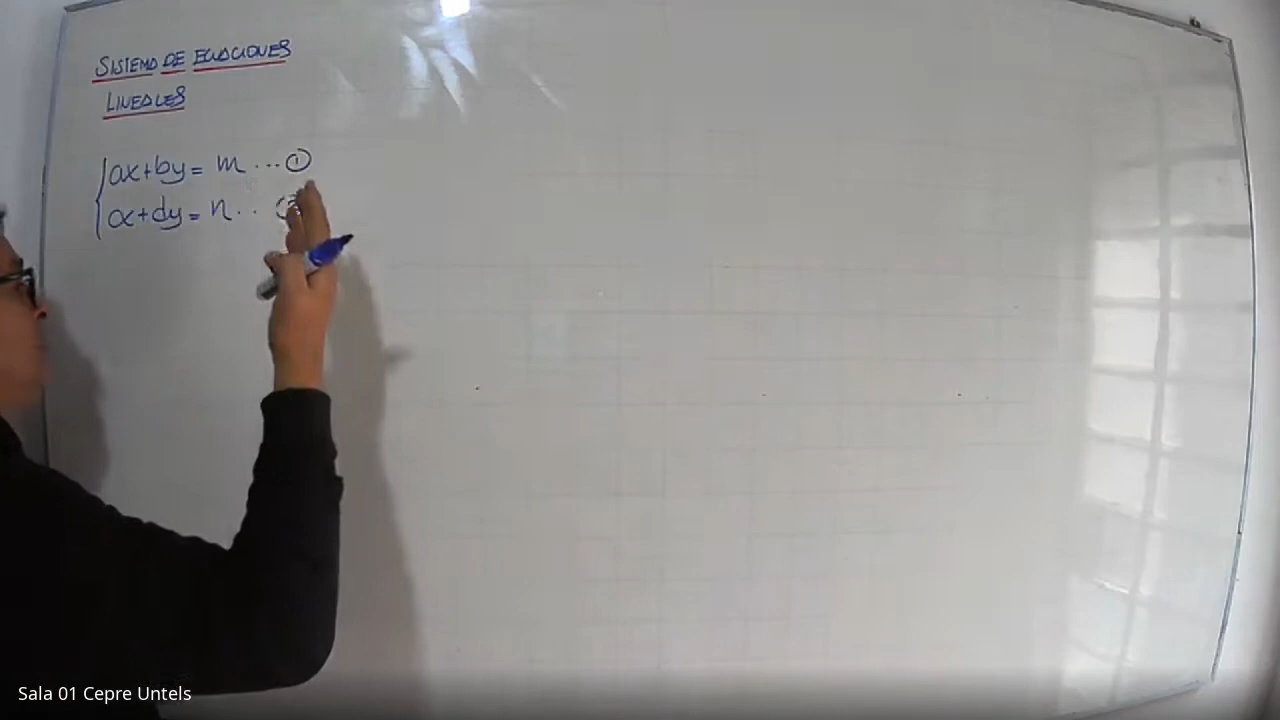 SISTEMA DE ECUACIONES
LINEALES
ax+by = m ... ①
cx+dy = n ..
Sala 01 Cepre Untels